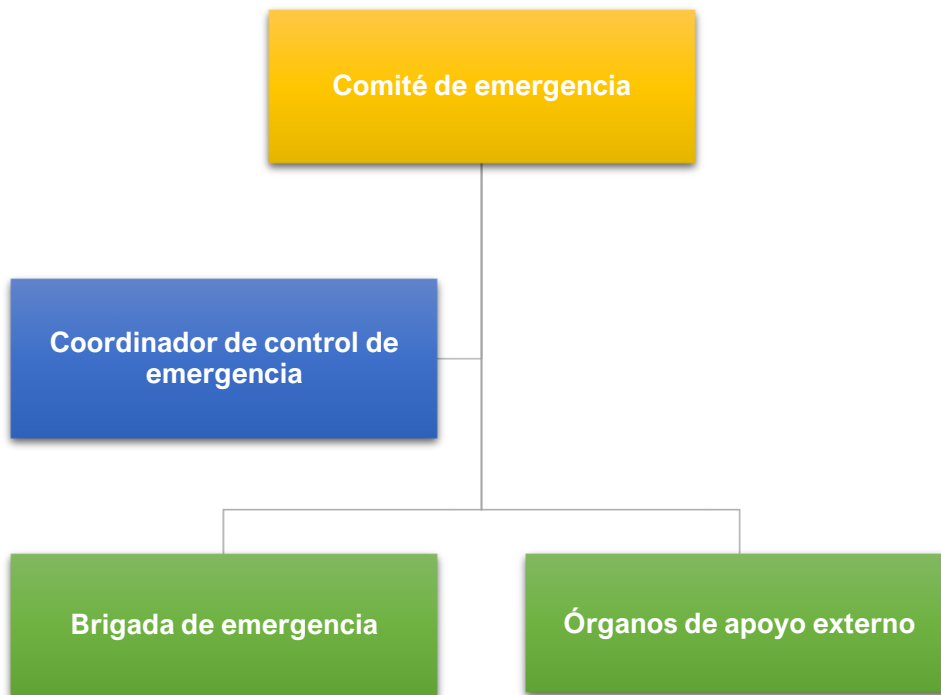 Comité de emergencia
Coordinador de control de
emergencia
Brigada de emergencia
Órganos de apoyo externo